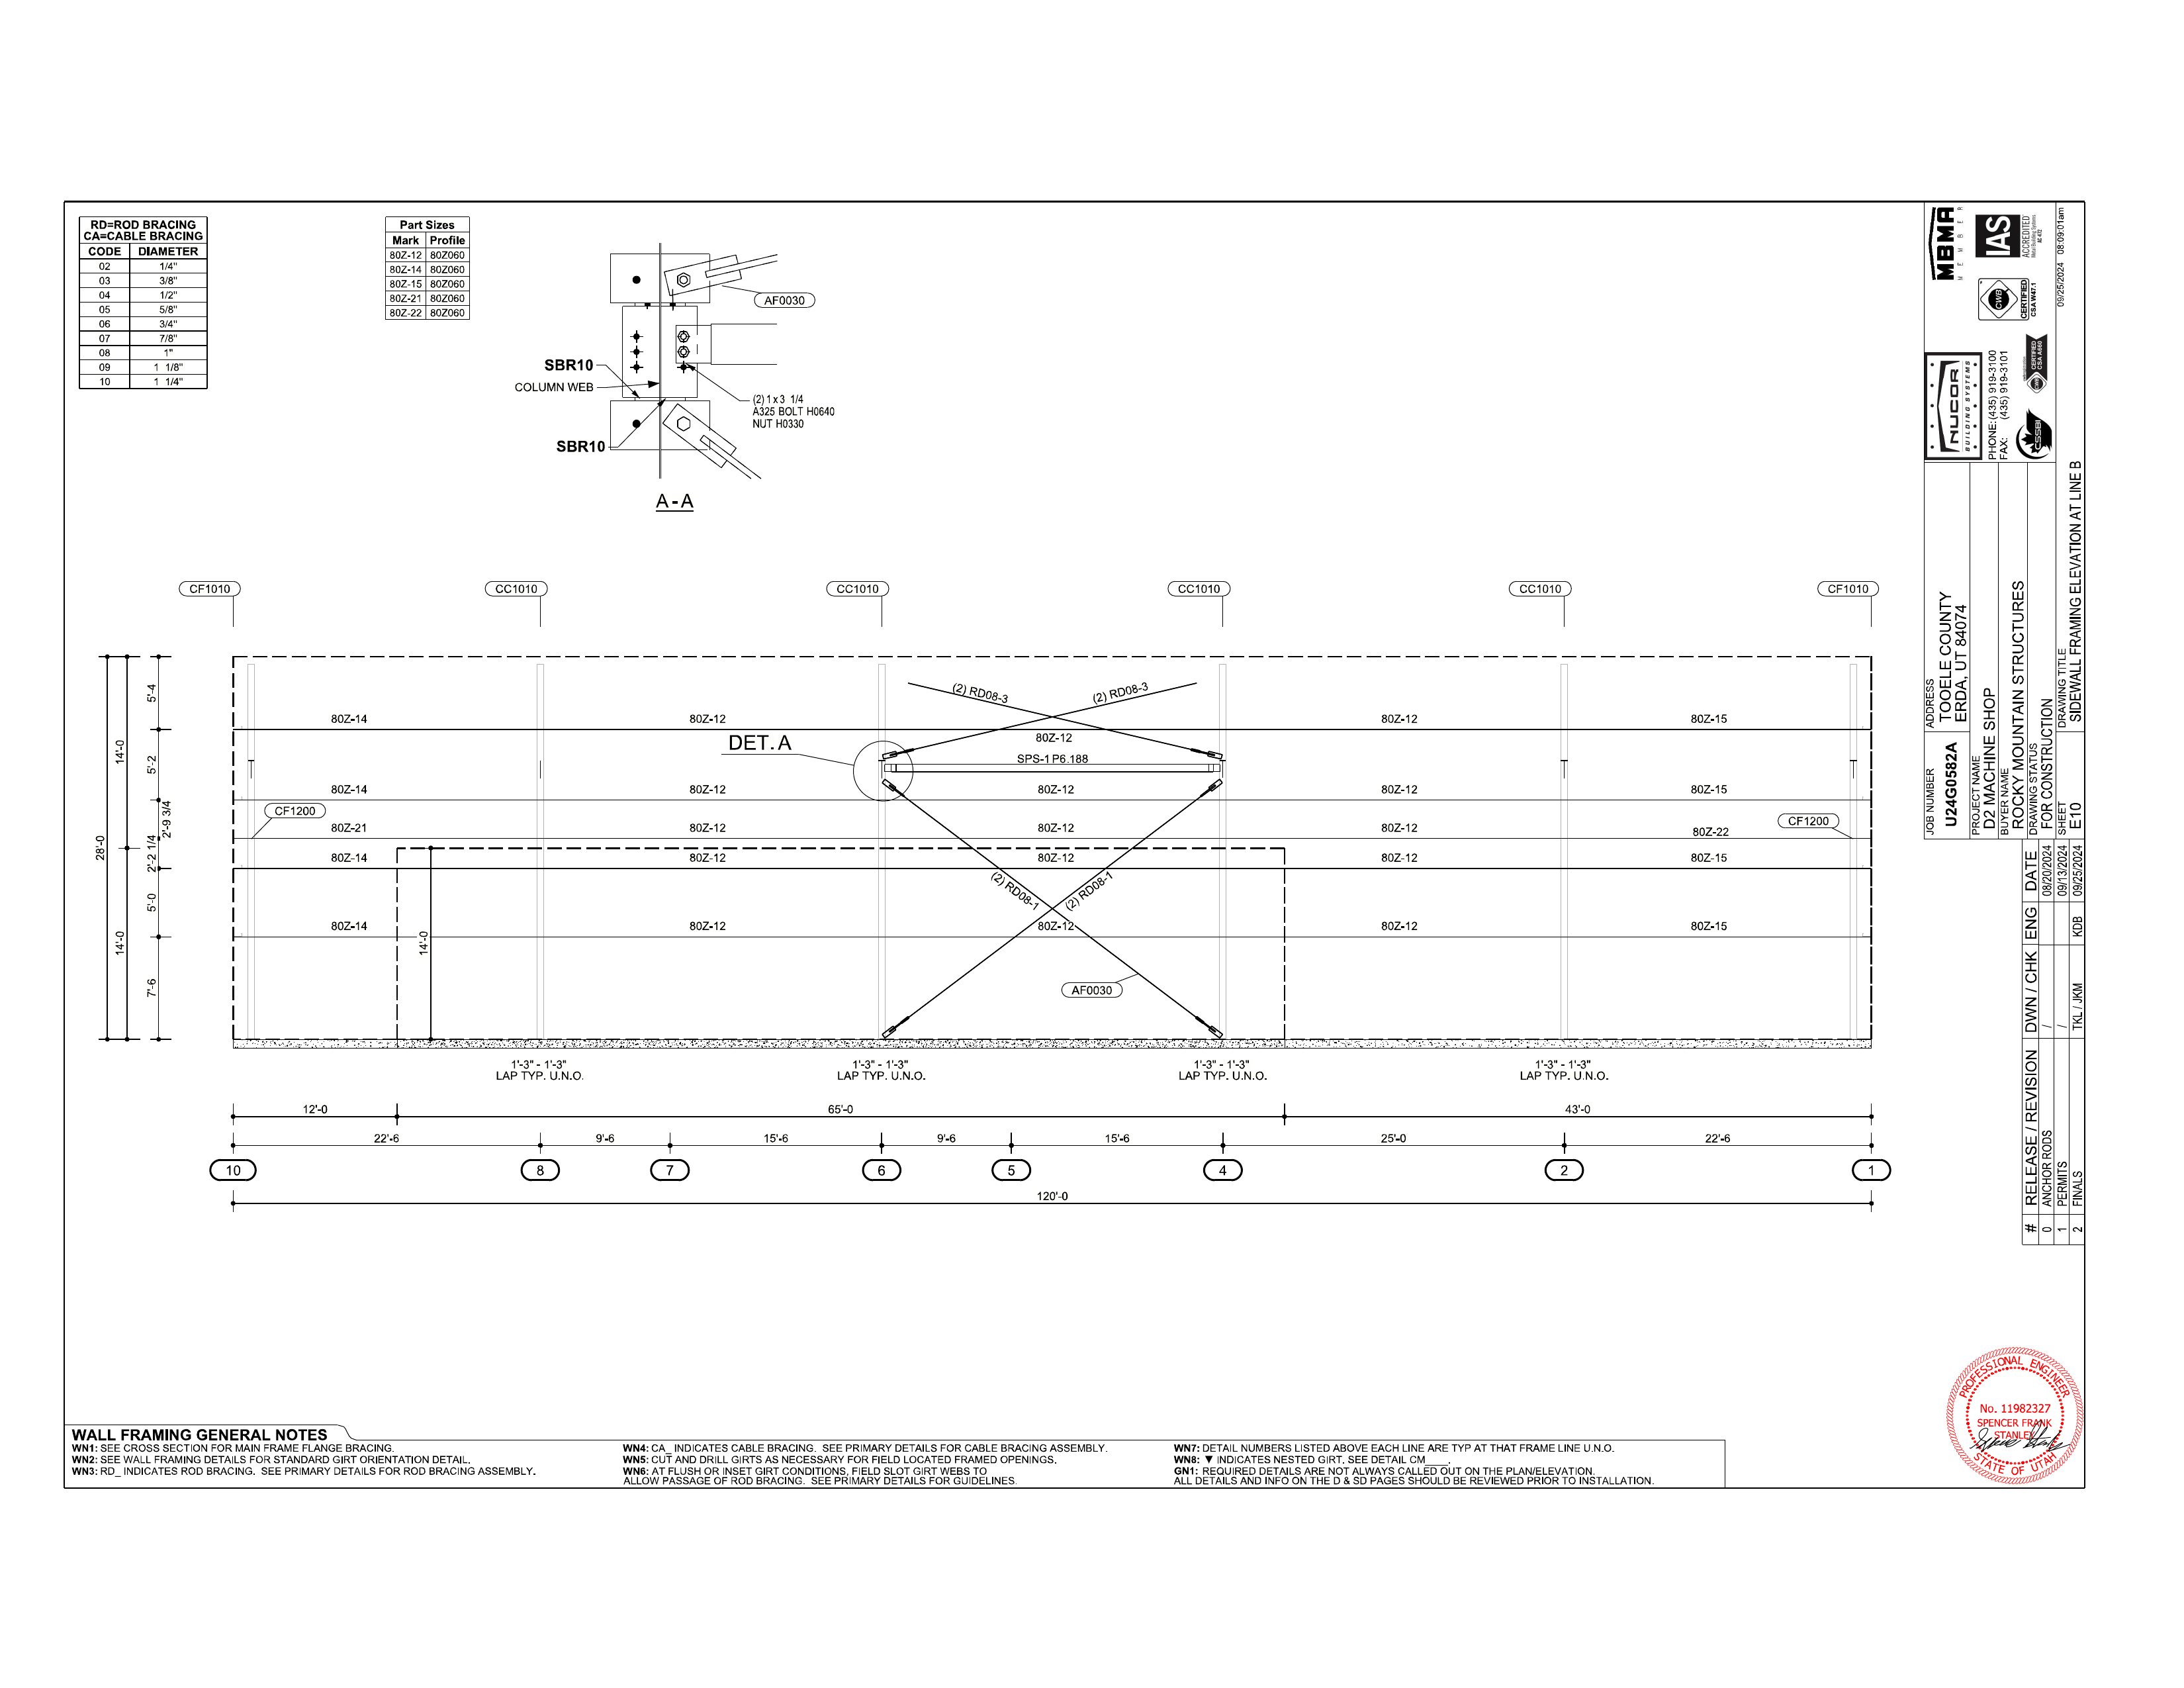 RD=ROD BRACING
CA=CABLE BRACING
CODE DIAMETER
02 1/4"
03 3/8"
04 1/2"
05 5/8"
06 3/4"
07 7/8"
08 1"
09 1 1/8"
10 1 1/4"
Part Sizes
Mark Profile
80Z-12 80Z060
80Z-14 80Z060
80Z-15 80Z060
80Z-21 80Z060
80Z-22 80Z060
AF0030
SBR10
COLUMN WEB
(2) 1 x 3 1/4
A325 BOLT H0640
NUT H0330
SBR10
A - A
CF1010 CC1010 CC1010 CC1010 CC1010 CF1010
(2) RD08-3 (2) RD08-3
80Z-14 80Z-12 80Z-12 80Z-15
80Z-12
DET. A
SPS-1 P6.188
80Z-14 80Z-12 80Z-12 80Z-12 80Z-15
CF1200
CF1200
80Z-21 80Z-12 80Z-12 80Z-12 80Z-22
80Z-14 80Z-12 80Z-12 80Z-12 80Z-15
(2) RD08-1 (2) RD08-1
80Z-14 80Z-12 80Z-12 80Z-12 80Z-15
AF0030
28'-0
14'-0
14'-0
5'-4
5'-2
2'-9 3/4
2'-2 1/4
5'-0
7'-6
14'-0
1'-3" - 1'-3" 1'-3" - 1'-3" 1'-3" - 1'-3" 1'-3" - 1'-3"
LAP TYP. U.N.O. LAP TYP. U.N.O. LAP TYP. U.N.O. LAP TYP. U.N.O.
12'-0 65'-0 43'-0
22'-6 9'-6 15'-6 9'-6 15'-6 25'-0 22'-6
10 8 7 6 5 4 2 1
120'-0
WALL FRAMING GENERAL NOTES
WN1: SEE CROSS SECTION FOR MAIN FRAME FLANGE BRACING.
WN2: SEE WALL FRAMING DETAILS FOR STANDARD GIRT ORIENTATION DETAIL.
WN3: RD_ INDICATES ROD BRACING. SEE PRIMARY DETAILS FOR ROD BRACING ASSEMBLY.
WN4: CA_ INDICATES CABLE BRACING. SEE PRIMARY DETAILS FOR CABLE BRACING ASSEMBLY.
WN5: CUT AND DRILL GIRTS AS NECESSARY FOR FIELD LOCATED FRAMED OPENINGS.
WN6: AT FLUSH OR INSET GIRT CONDITIONS, FIELD SLOT GIRT WEBS TO
ALLOW PASSAGE OF ROD BRACING. SEE PRIMARY DETAILS FOR GUIDELINES.
WN7: DETAIL NUMBERS LISTED ABOVE EACH LINE ARE TYP AT THAT FRAME LINE U.N.O.
WN8: ▼ INDICATES NESTED GIRT, SEE DETAIL CM____.
GN1: REQUIRED DETAILS ARE NOT ALWAYS CALLED OUT ON THE PLAN/ELEVATION.
ALL DETAILS AND INFO ON THE D & SD PAGES SHOULD BE REVIEWED PRIOR TO INSTALLATION.
MBMA
MEMBER
IAS
ACCREDITED
Metal Building Systems
AC472
CWB
CERTIFIED
CSA W47.1
CWB
CERTIFIED
CSA A660
CSSBI
NUCOR
BUILDING SYSTEMS
PHONE: (435) 919-3100
FAX: (435) 919-3101
09/25/2024 08:09:01am
JOB NUMBER
U24G0582A
ADDRESS
TOOELE COUNTY
ERDA, UT 84074
PROJECT NAME
D2 MACHINE SHOP
BUYER NAME
ROCKY MOUNTAIN STRUCTURES
DRAWING STATUS
FOR CONSTRUCTION
SHEET
E10
DRAWING TITLE
SIDEWALL FRAMING ELEVATION AT LINE B
# RELEASE / REVISION DWN / CHK ENG DATE
0 ANCHOR RODS / 08/20/2024
1 PERMITS / 09/13/2024
2 FINALS TKL / JKM KDB 09/25/2024
PROFESSIONAL ENGINEER
No. 11982327
SPENCER FRANK
STANLEY
STATE OF UTAH